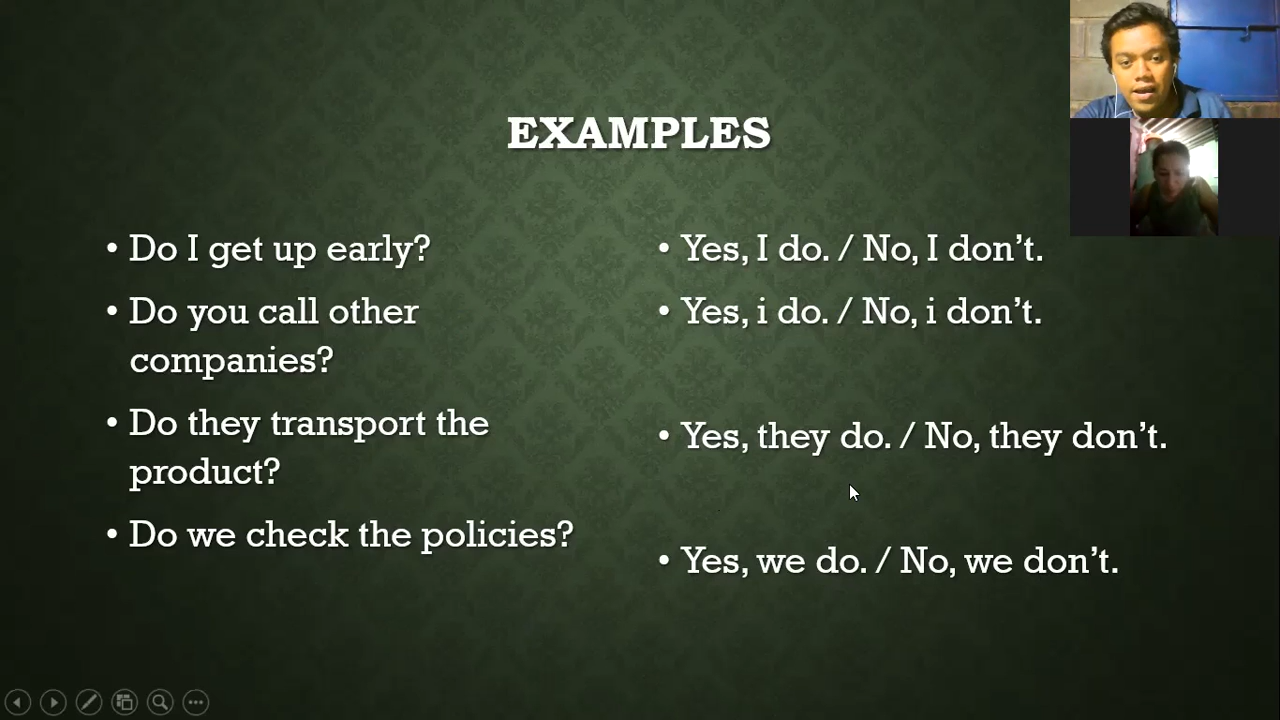 EXAMPLES
• Do I get up early?
• Do you call other
companies?
• Do they transport the
product?
• Do we check the policies?
• Yes, I do. / No, I don't.
• Yes, i do. / No, i don't.
• Yes, they do. / No, they don't.
• Yes, we do. / No, we don't.